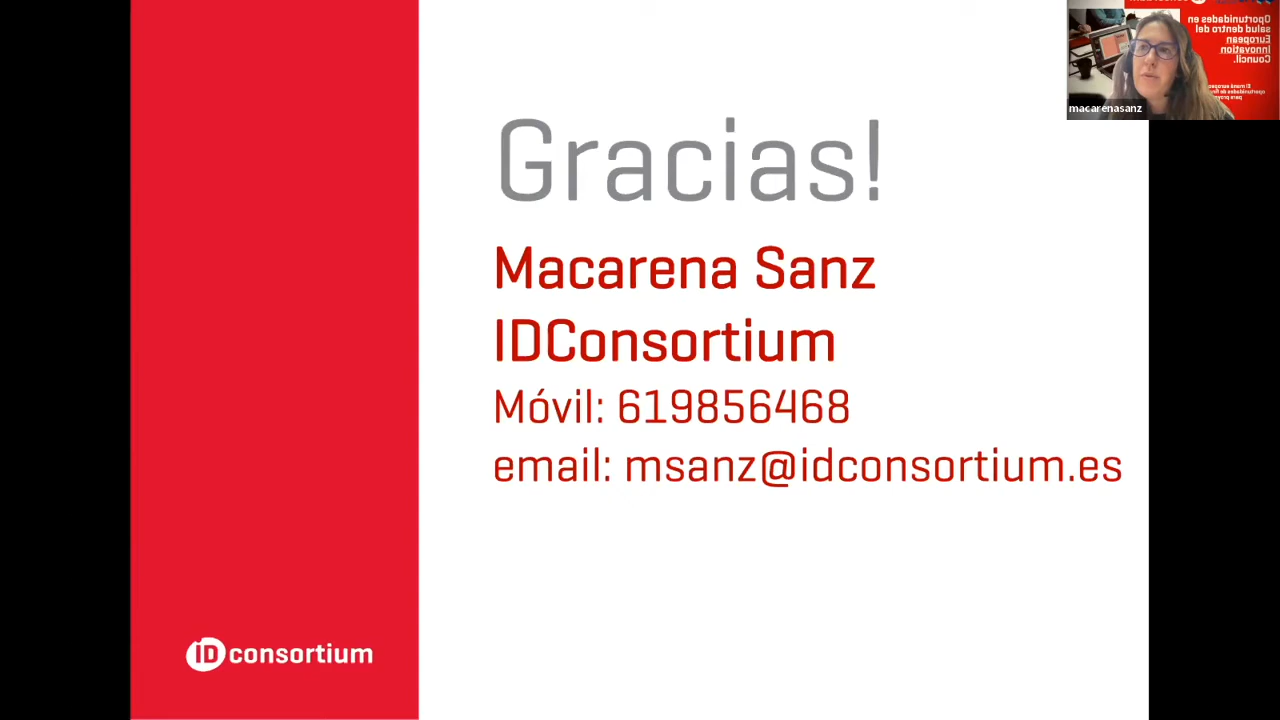 Oportunidades en
salud dentro del
European
Innovation
Council.
macarenasanz
Gracias!
Macarena Sanz
IDConsortium
Móvil: 619856468
email: msanz@idconsortium.es
ID consortium